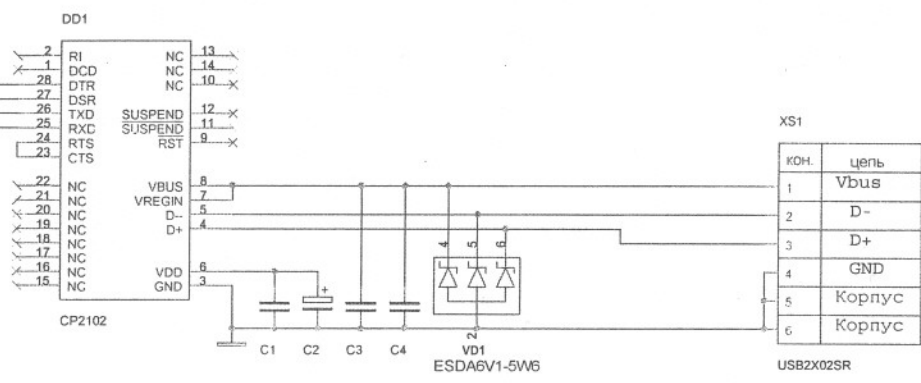 DD1
2 RI NC 13
1 DCD NC 14
28 DTR NC 10
27 DSR
26 TXD SUSPEND 12
25 RXD SUSPEND 11
24 RTS RST 9
23 CTS
22 NC VBUS 8
21 NC VREGIN 7
20 NC D-- 5
19 NC D+ 4
18 NC
17 NC
16 NC VDD 6
15 NC GND 3
CP2102
+
C1 C2 C3 C4
4 5 6
2
VD1
ESDA6V1-5W6
XS1
КОН. цепь
1 Vbus
2 D-
3 D+
4 GND
5 Корпус
6 Корпус
USB2X02SR